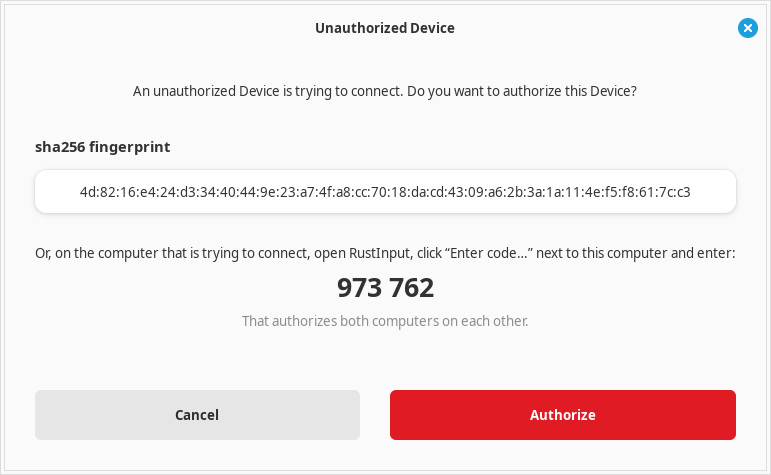 Unauthorized Device
An unauthorized Device is trying to connect. Do you want to authorize this Device?
sha256 fingerprint
4d:82:16:e4:24:d3:34:40:44:9e:23:a7:4f:a8:cc:70:18:da:cd:43:09:a6:2b:3a:1a:11:4e:f5:f8:61:7c:c3
Or, on the computer that is trying to connect, open RustInput, click “Enter code…” next to this computer and enter:
973 762
That authorizes both computers on each other.
Cancel
Authorize